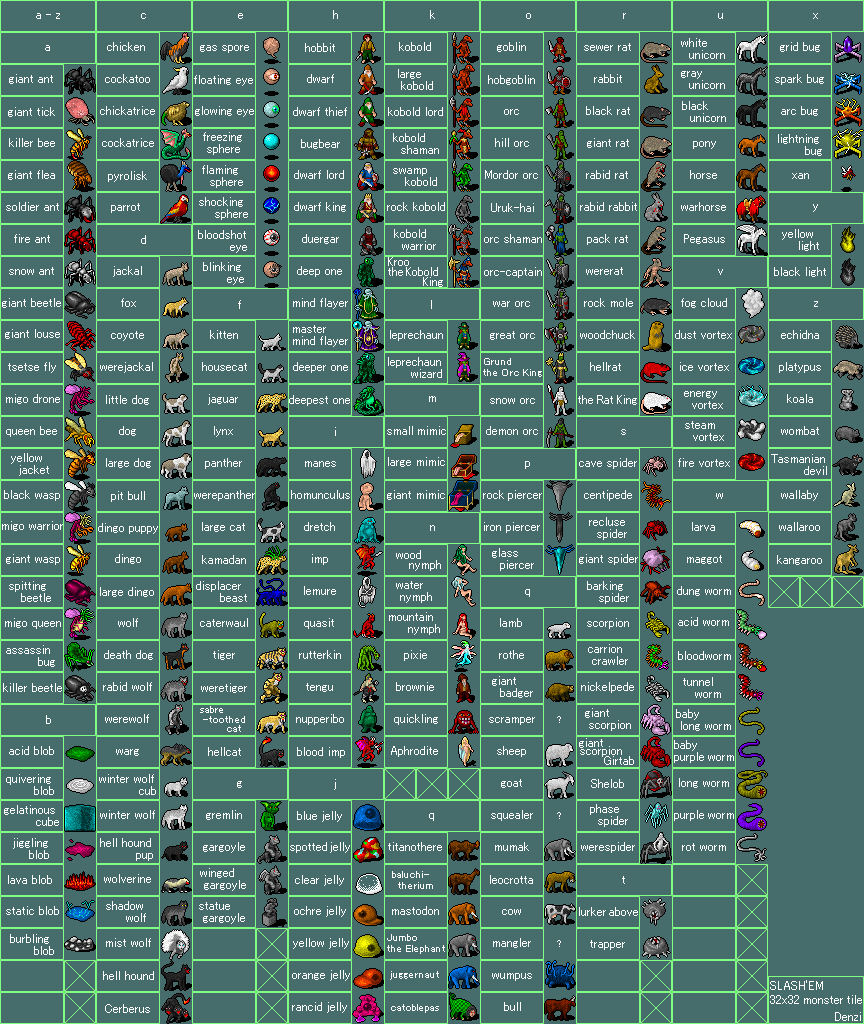 a - z
a
giant ant
giant tick
killer bee
giant flea
soldier ant
fire ant
snow ant
giant beetle
giant louse
tsetse fly
migo drone
queen bee
yellow
jacket
black wasp
migo warrior
giant wasp
spitting
beetle
migo queen
assassin
bug
killer beetle
b
acid blob
quivering
blob
gelatinous
cube
jiggling
blob
lava blob
static blob
burbling
blob
c
chicken
cockatoo
chickatrice
cockatrice
pyrolisk
parrot
d
jackal
fox
coyote
werejackal
little dog
dog
large dog
pit bull
dingo puppy
dingo
large dingo
wolf
death dog
rabid wolf
werewolf
warg
winter wolf
cub
winter wolf
hell hound
pup
wolverine
shadow
wolf
mist wolf
hell hound
Cerberus
e
gas spore
floating eye
glowing eye
freezing
sphere
flaming
sphere
shocking
sphere
bloodshot
eye
blinking
eye
f
kitten
housecat
jaguar
lynx
panther
werepanther
large cat
kamadan
displacer
beast
caterwaul
tiger
weretiger
sabre
-toothed
cat
hellcat
g
gremlin
gargoyle
winged
gargoyle
statue
gargoyle
h
hobbit
dwarf
dwarf thief
bugbear
dwarf lord
dwarf king
duergar
deep one
mind flayer
master
mind flayer
deeper one
deepest one
i
manes
homunculus
dretch
imp
lemure
quasit
rutterkin
tengu
nupperibo
blood imp
j
blue jelly
spotted jelly
clear jelly
ochre jelly
yellow jelly
orange jelly
rancid jelly
k
kobold
large
kobold
kobold lord
kobold
shaman
swamp
kobold
rock kobold
kobold
warrior
Kroo
the Kobold
King
l
leprechaun
leprechaun
wizard
m
small mimic
large mimic
giant mimic
n
wood
nymph
water
nymph
mountain
nymph
pixie
brownie
quickling
Aphrodite
q
titanothere
baluchi-
therium
mastodon
Jumbo
the Elephant
juggernaut
catoblepas
o
goblin
hobgoblin
orc
hill orc
Mordor orc
Uruk-hai
orc shaman
orc-captain
war orc
great orc
Grund
the Orc King
snow orc
demon orc
p
rock piercer
iron piercer
glass
piercer
q
lamb
rothe
giant
badger
scramper
?
sheep
goat
squealer
?
mumak
leocrotta
cow
mangler
?
wumpus
bull
r
sewer rat
rabbit
black rat
giant rat
rabid rat
rabid rabbit
pack rat
wererat
rock mole
woodchuck
hellrat
the Rat King
s
cave spider
centipede
recluse
spider
giant spider
barking
spider
scorpion
carrion
crawler
nickelpede
giant
scorpion
giant
scorpion
Girtab
Shelob
phase
spider
werespider
t
lurker above
trapper
u
white
unicorn
gray
unicorn
black
unicorn
pony
horse
warhorse
Pegasus
v
fog cloud
dust vortex
ice vortex
energy
vortex
steam
vortex
fire vortex
w
larva
maggot
dung worm
acid worm
bloodworm
tunnel
worm
baby
long worm
baby
purple worm
long worm
purple worm
rot worm
x
grid bug
spark bug
arc bug
lightning
bug
xan
y
yellow
light
black light
z
echidna
platypus
koala
wombat
Tasmanian
devil
wallaby
wallaroo
kangaroo
SLASH'EM
32x32 monster tile
Denzi